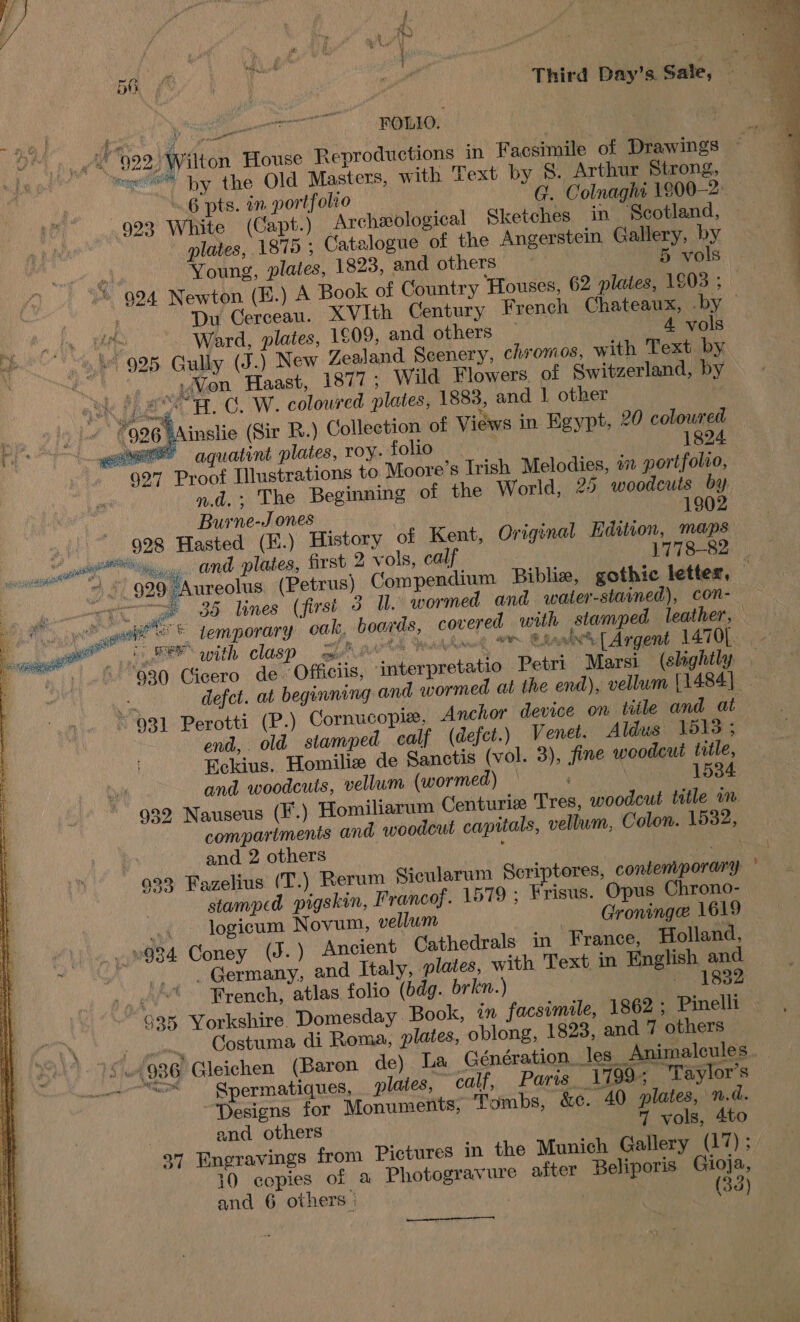 56
Third Day's Sale,
FOLIO.
922 Wilton House Reproductions in Facsimile of Drawings
by the Old Masters, with Text by S. Arthur Strong,
6 pts. in portfolio G. Colnaghi 1900–2
923 White (Capt.) Archæological Sketches in Scotland,
plates, 1875 ; Catalogue of the Angerstein Gallery, by
Young, plates, 1823, and others 5 vols
924 Newton (E.) A Book of Country Houses, 62 plates, 1903 ;
Du Cerceau. XVIth Century French Chateaux, by
Ward, plates, 1909, and others 4 vols
925 Gully (J.) New Zealand Scenery, chromos, with Text by
Von Haast, 1877 ; Wild Flowers of Switzerland, by
H. C. W. coloured plates, 1883, and 1 other
926 Ainslie (Sir R.) Collection of Views in Egypt, 20 coloured
aquatint plates, roy. folio 1824
927 Proof Illustrations to Moore's Irish Melodies, in portfolio,
n.d. ; The Beginning of the World, 25 woodcuts by
Burne-Jones 1902
928 Hasted (E.) History of Kent, Original Edition, maps
and plates, first 2 vols, calf 1778–82
929 Aureolus (Petrus) Compendium Bibliæ, gothic letter,
35 lines (first 3 ll. wormed and water-stained), con-
temporary oak boards, covered with stamped leather,
with clasp [Argent 1470[
930 Cicero de Officiis, interpretatio Petri Marsi (slightly
defct. at beginning and wormed at the end), vellum [1484]
931 Perotti (P.) Cornucopiæ, Anchor device on title and at
end, old stamped calf (defct.) Venet. Aldus 1513 ;
Eckius. Homiliæ de Sanctis (vol. 3), fine woodcut title,
and woodcuts, vellum (wormed) 1534
932 Nauseus (F.) Homiliarum Centuriæ Tres, woodcut title in
compartments and woodcut capitals, vellum, Colon. 1532,
and 2 others
933 Fazelius (T.) Rerum Sicularum Scriptores, contemporary
stamped pigskin, Francof. 1579 ; Frisus. Opus Chrono-
logicum Novum, vellum Groningæ 1619
934 Coney (J.) Ancient Cathedrals in France, Holland,
Germany, and Italy, plates, with Text in English and
French, atlas folio (bdg. brkn.) 1832
935 Yorkshire Domesday Book, in facsimile, 1862 ; Pinelli
Costuma di Roma, plates, oblong, 1823, and 7 others
936 Gleichen (Baron de) La Génération les Animalcules
Spermatiques, plates, calf, Paris 1799 ; Taylor's
Designs for Monuments, Tombs, &c. 40 plates, n.d.
and others 7 vols, 4to
37 Engravings from Pictures in the Munich Gallery (17) ;
10 copies of a Photogravure after Beliporis Gioja,
and 6 others (33)